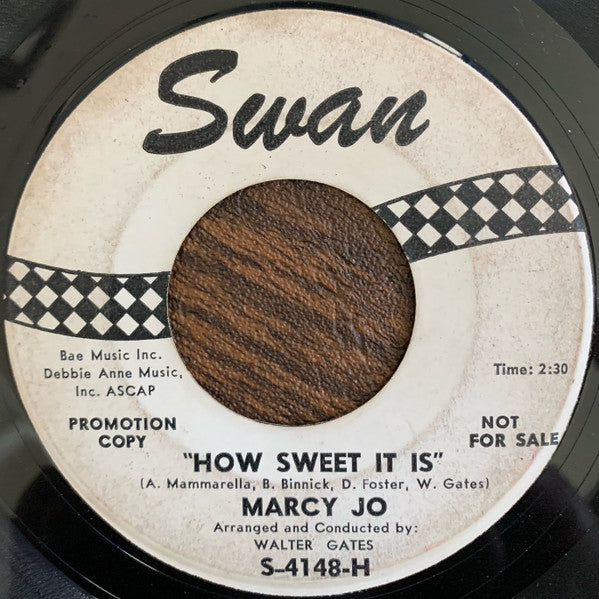 Swan
Bae Music Inc.
Debbie Anne Music,
Inc. ASCAP
Time: 2:30
PROMOTION
COPY
NOT
FOR SALE
"HOW SWEET IT IS"
(A. Mammarella, B. Binnick, D. Foster, W. Gates)
MARCY JO
Arranged and Conducted by:
WALTER GATES
S-4148-H